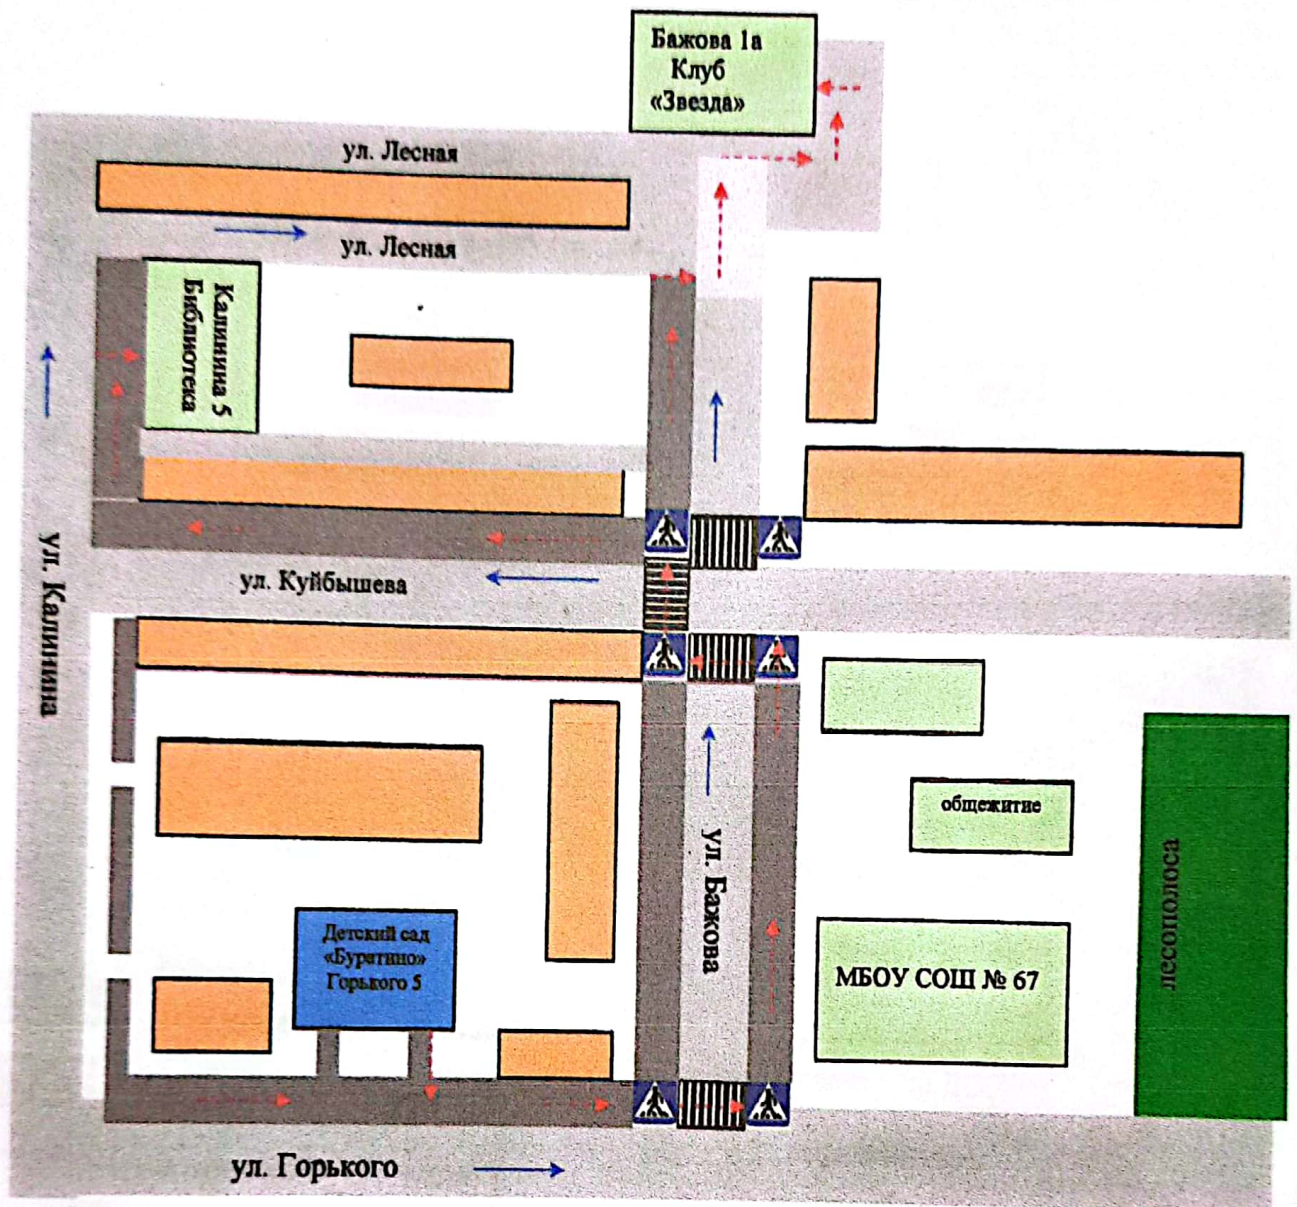 Бажова 1а
Клуб
«Звезда»
ул. Лесная
ул. Лесная
Калинина 5
Библиотека
ул. Калинина
ул. Куйбышева
общежитие
ул. Бажова
лесополоса
Детский сад
«Буратино»
Горького 5
МБОУ СОШ № 67
ул. Горького